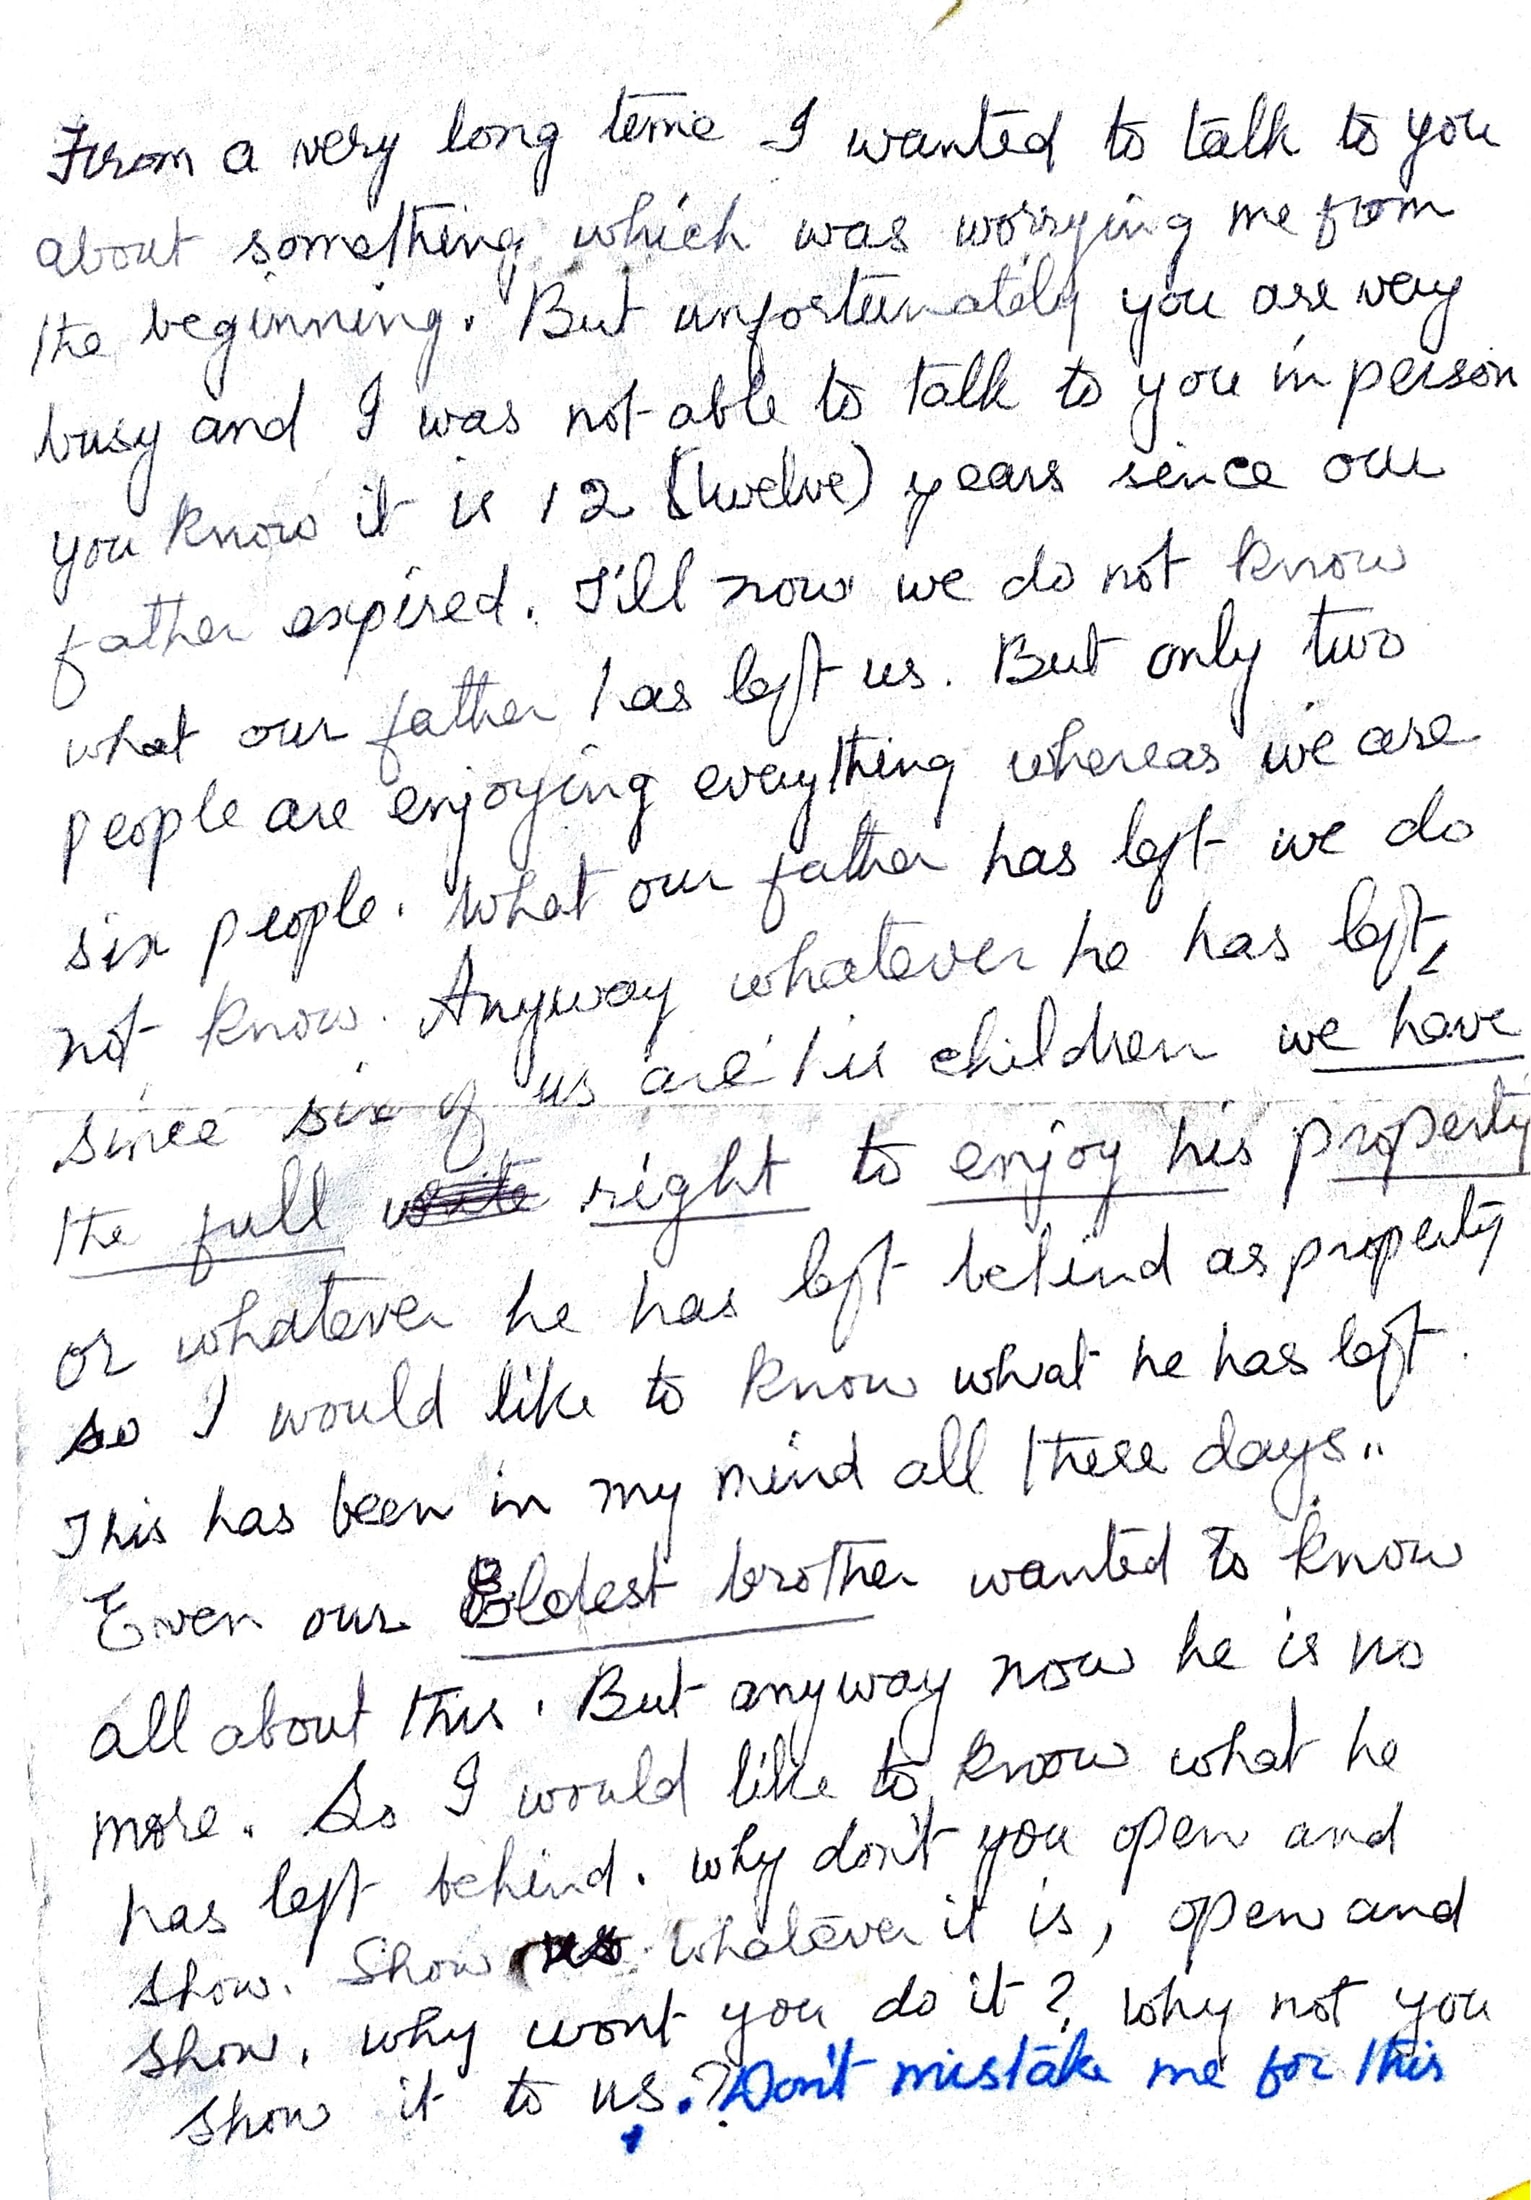 From a very long time I wanted to talk to you
about something which was worrying me from
the beginning. But unfortunately you are very
busy and I was not able to talk to you in person
you know it is 12 (twelve) years since our
father expired. Till now we do not know
what our father has left us. But only two
people are enjoying everything whereas we are
six people. What our father has left we do
not know. Anyway whatever he has left,
since six of us are his children we have
the full right to enjoy his property
or whatever he has left behind as property
so I would like to know what he has left.
This has been in my mind all these days..
Even our Eldest brother wanted to know
all about this. But anyway now he is no
more. So I would like to know what he
has left behind. Why don't you open and
show. Show us whatever it is, open and
show. why wont you do it? Why not you
show it to us.? Don't mistake me for this